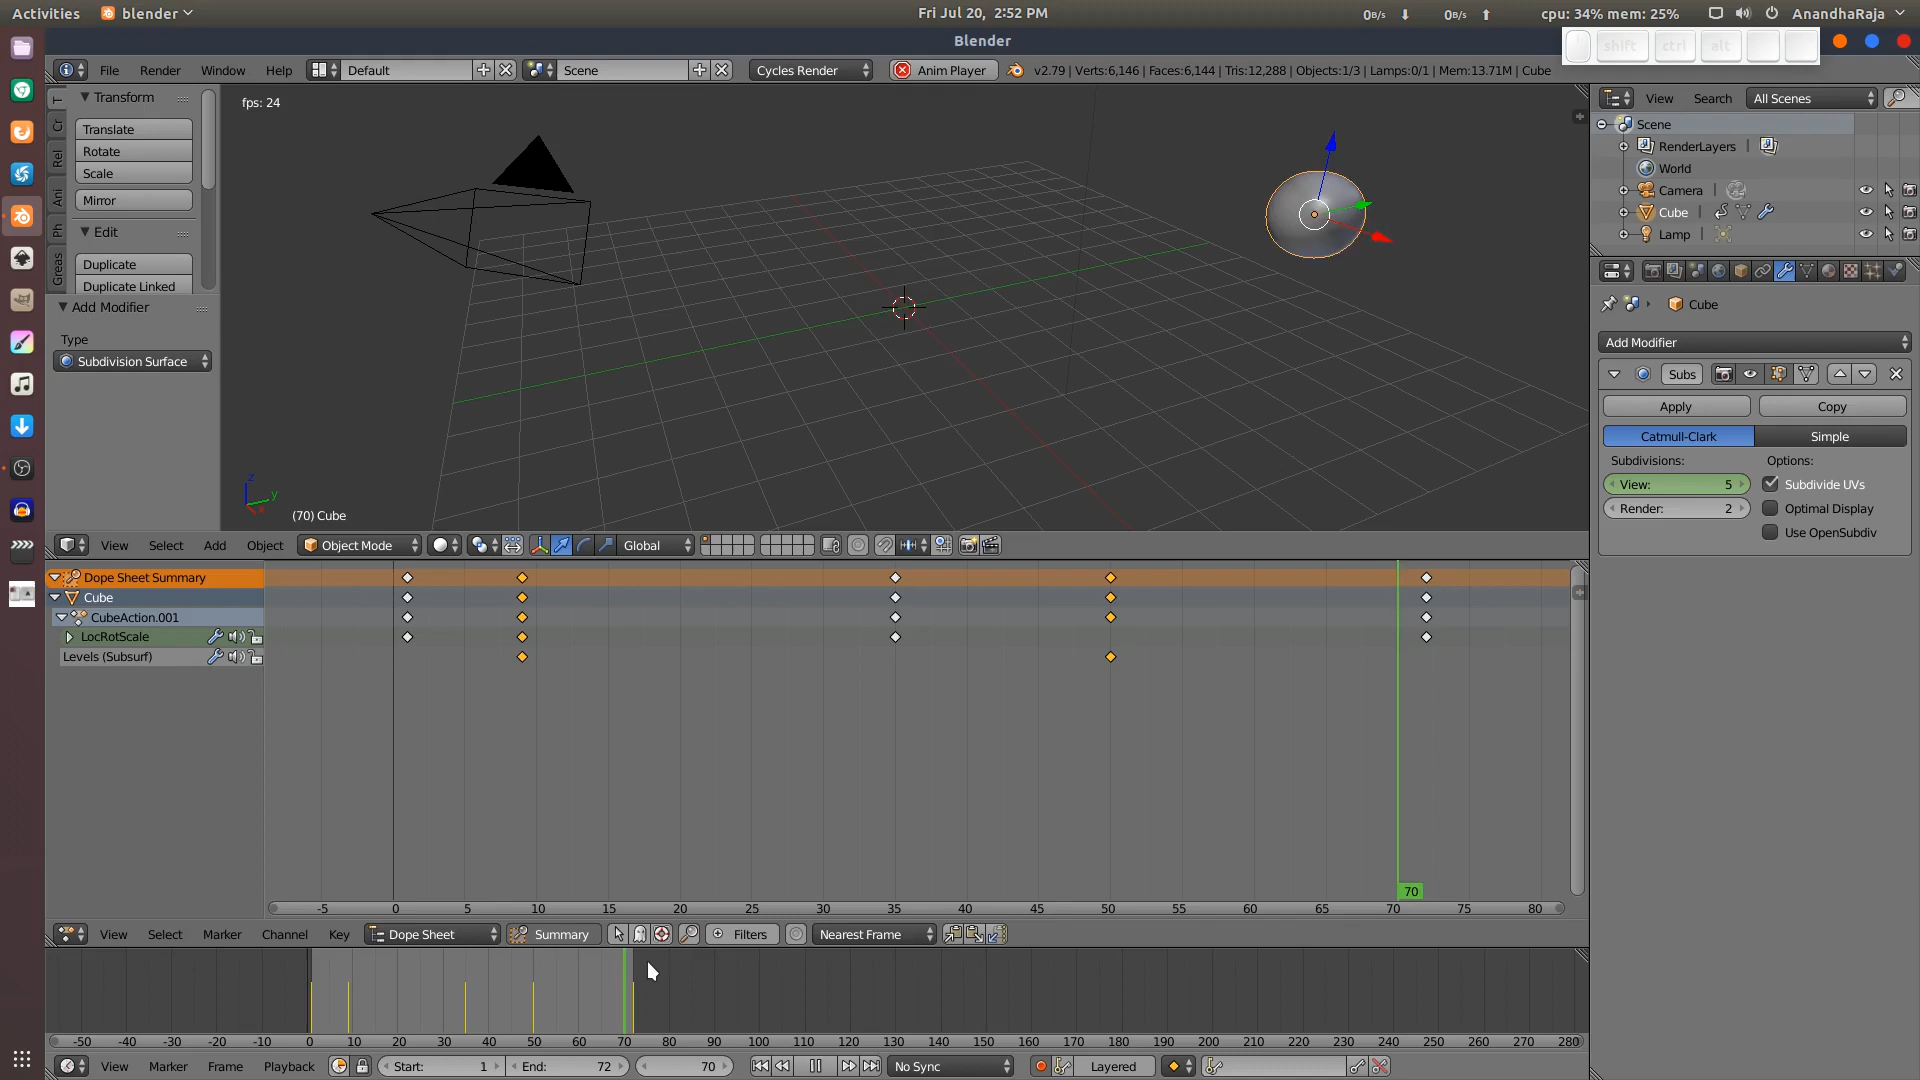 Activities blender Fri Jul 20, 2:52 PM 0B/s 0B/s cpu: 34% mem: 25% AnandhaRaja
Blender
shift ctrl alt
File Render Window Help Default Scene Cycles Render Anim Player v2.79 | Verts:6,146 | Faces:6,144 | Tris:12,288 | Objects:1/3 | Lamps:0/1 | Mem:13.71M | Cube
T
Cr
Rel
Ani
Ph
Greas
Transform
Translate
Rotate
Scale
Mirror
Edit
Duplicate
Duplicate Linked
Add Modifier
Type
Subdivision Surface
fps: 24
z
y
x
(70) Cube
View Search All Scenes
Scene
RenderLayers |
World
Camera |
Cube |
Lamp |
Cube
Add Modifier
Subs
Apply Copy
Catmull-Clark Simple
Subdivisions: Options:
View: 5 Subdivide UVs
Render: 2 Optimal Display
Use OpenSubdiv
View Select Add Object Object Mode Global
Dope Sheet Summary
Cube
CubeAction.001
LocRotScale
Levels (Subsurf)
70
-5 0 5 10 15 20 25 30 35 40 45 50 55 60 65 70 75 80
View Select Marker Channel Key Dope Sheet Summary Filters Nearest Frame
-50 -40 -30 -20 -10 0 10 20 30 40 50 60 70 80 90 100 110 120 130 140 150 160 170 180 190 200 210 220 230 240 250 260 270 280
View Marker Frame Playback Start: 1 End: 72 70 No Sync Layered